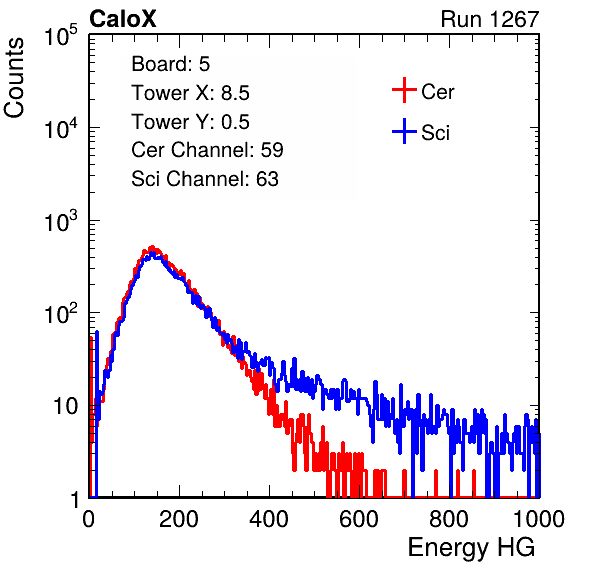 CaloX Run 1267
Counts
10^5
10^4
10^3
10^2
10
1
Board: 5
Tower X: 8.5
Tower Y: 0.5
Cer Channel: 59
Sci Channel: 63
Cer
Sci
0 200 400 600 800 1000
Energy HG